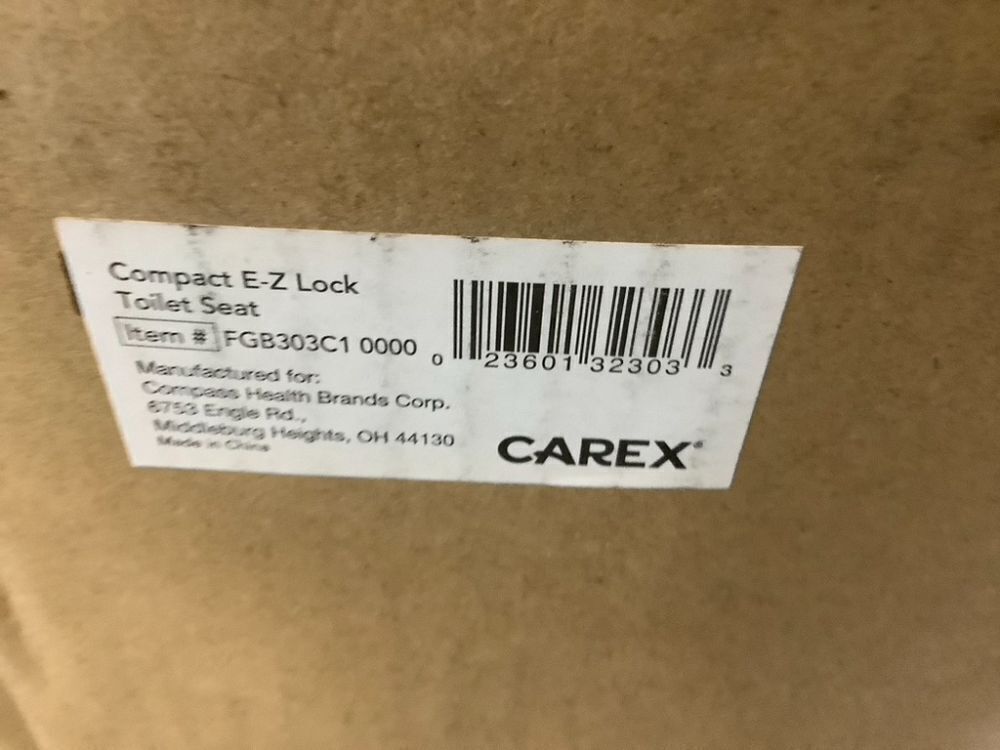 Compact E-Z Lock
Toilet Seat
Item # FGB303C1 0000
Manufactured for:
Compass Health Brands Corp.
6753 Engle Rd.,
Middleburg Heights, OH 44130
Made in China
0 23601 32303 3
CAREX®